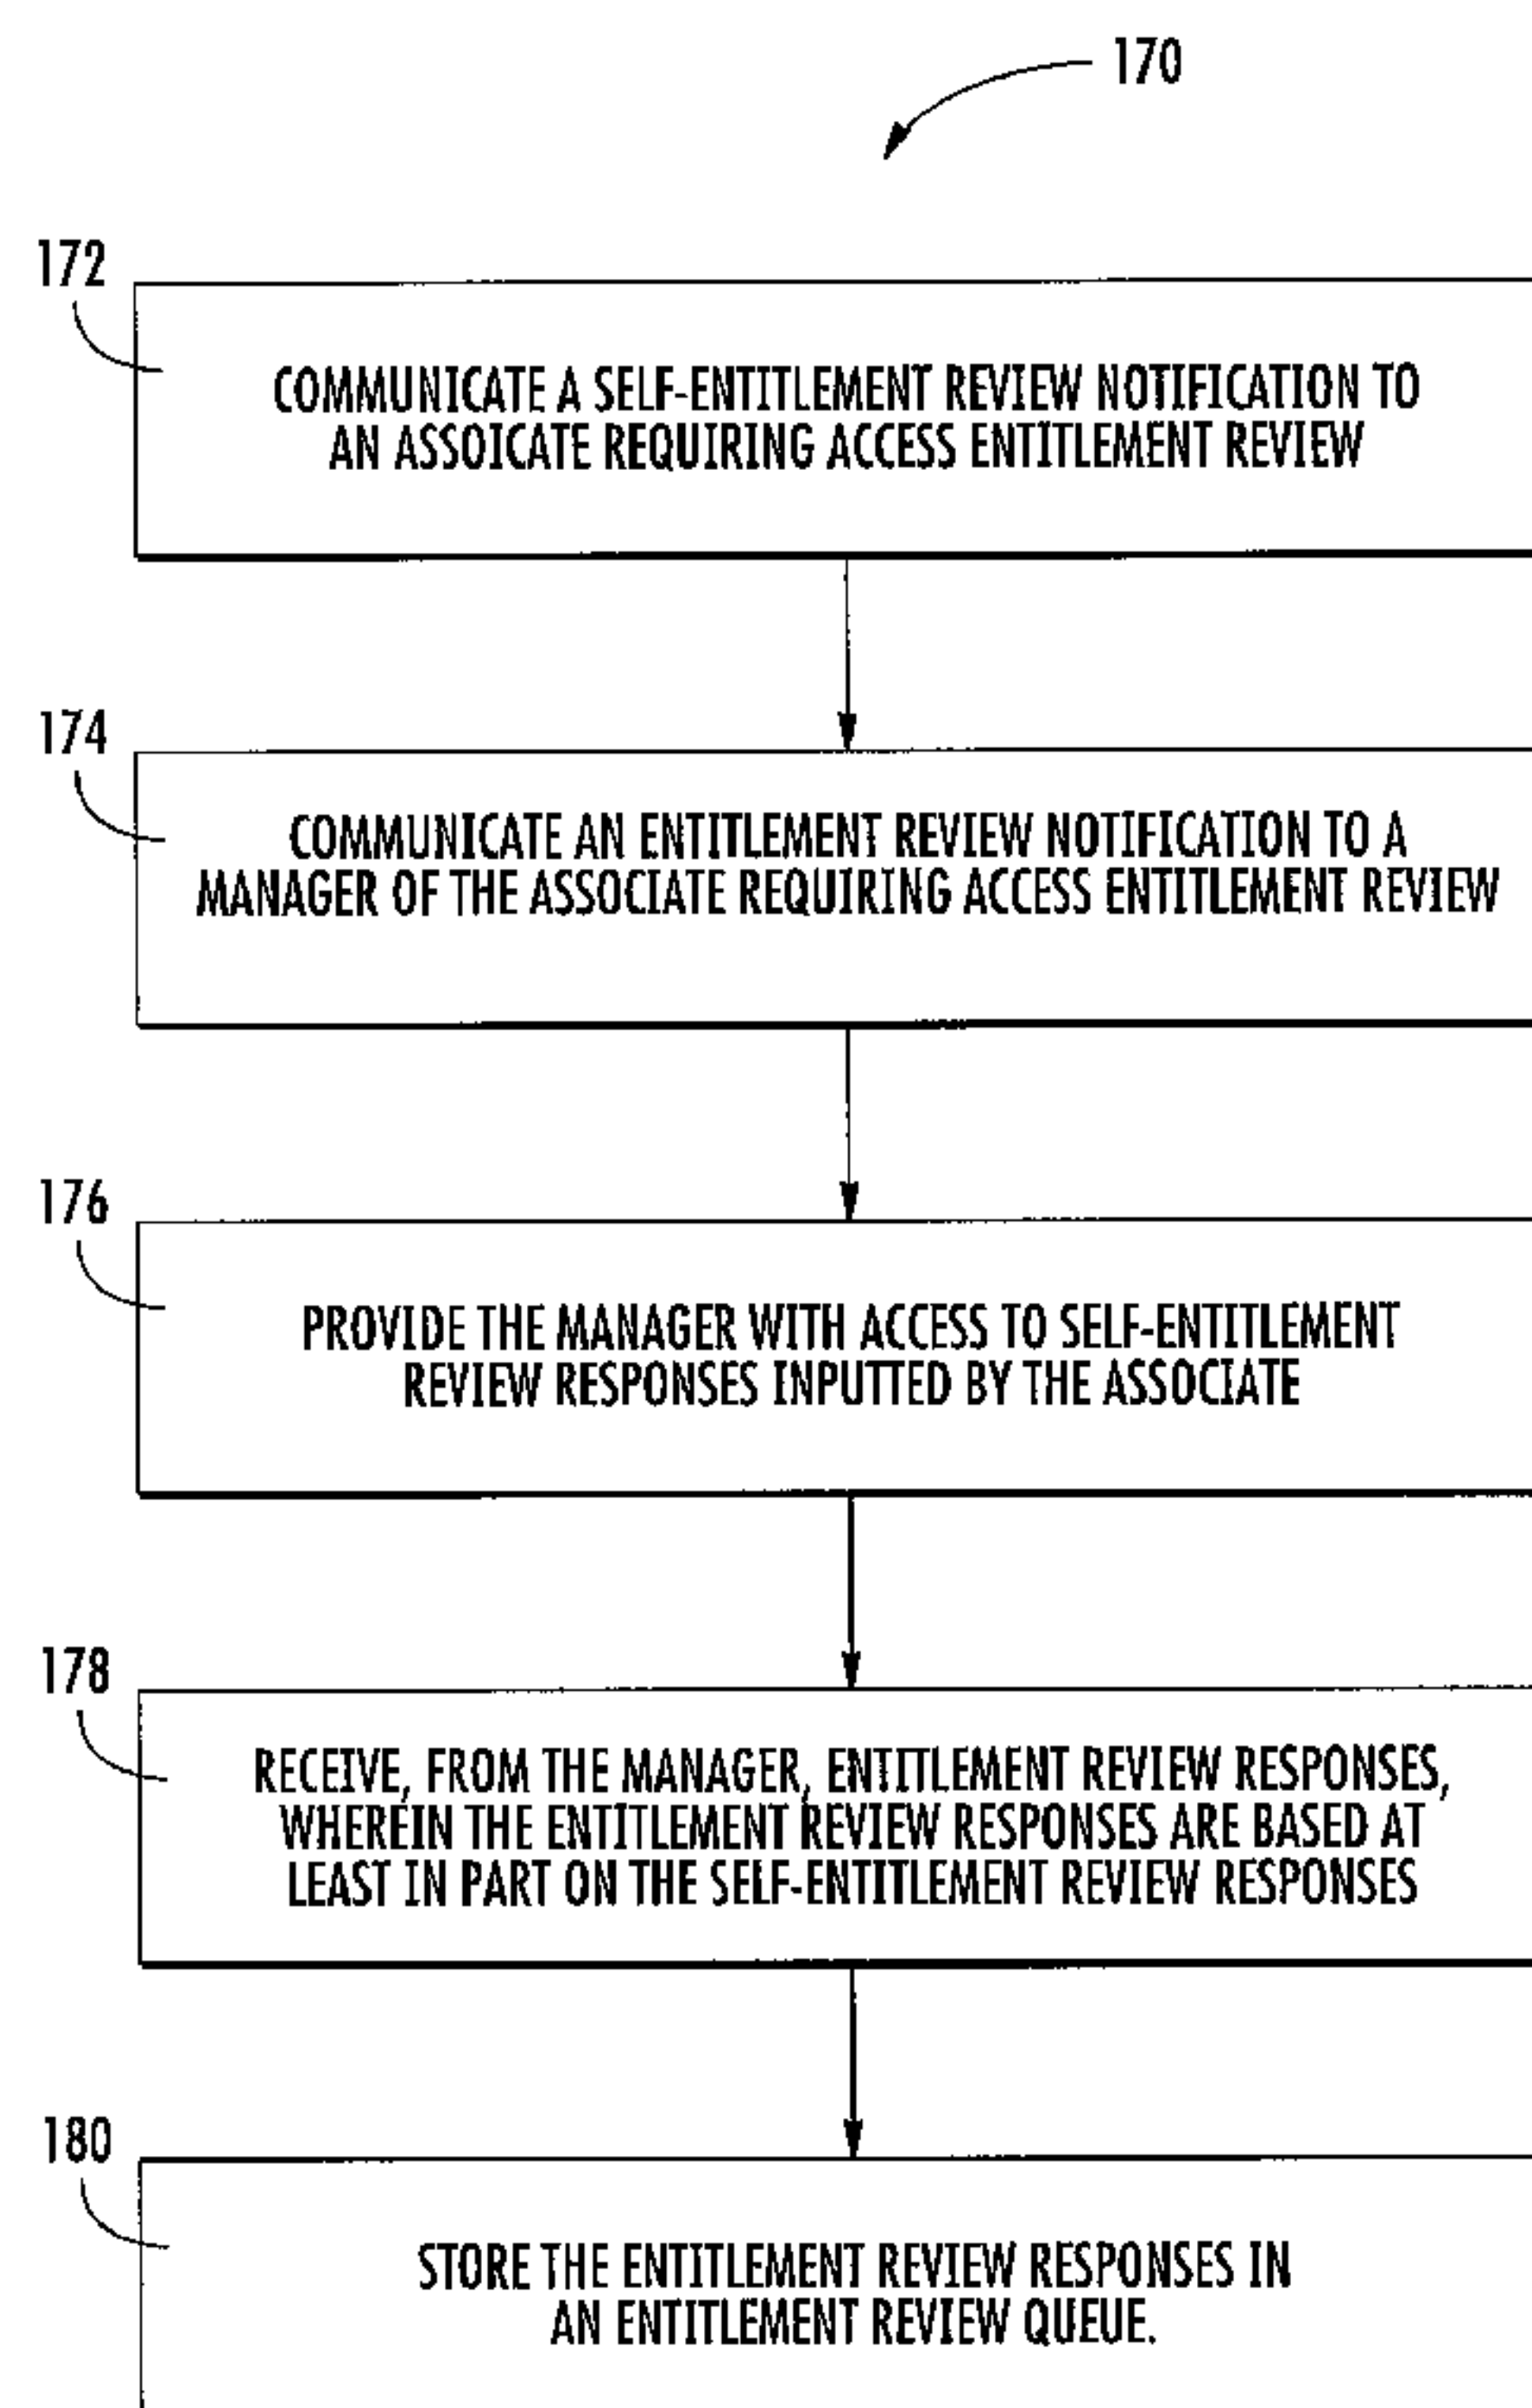 170
172
COMMUNICATE A SELF-ENTITLEMENT REVIEW NOTIFICATION TO
AN ASSOICATE REQUIRING ACCESS ENTITLEMENT REVIEW
174
COMMUNICATE AN ENTITLEMENT REVIEW NOTIFICATION TO A
MANAGER OF THE ASSOCIATE REQUIRING ACCESS ENTITLEMENT REVIEW
176
PROVIDE THE MANAGER WITH ACCESS TO SELF-ENTITLEMENT
REVIEW RESPONSES INPUTTED BY THE ASSOCIATE
178
RECEIVE, FROM THE MANAGER, ENTITLEMENT REVIEW RESPONSES,
WHEREIN THE ENTITLEMENT REVIEW RESPONSES ARE BASED AT
LEAST IN PART ON THE SELF-ENTITLEMENT REVIEW RESPONSES
180
STORE THE ENTITLEMENT REVIEW RESPONSES IN
AN ENTITLEMENT REVIEW QUEUE.